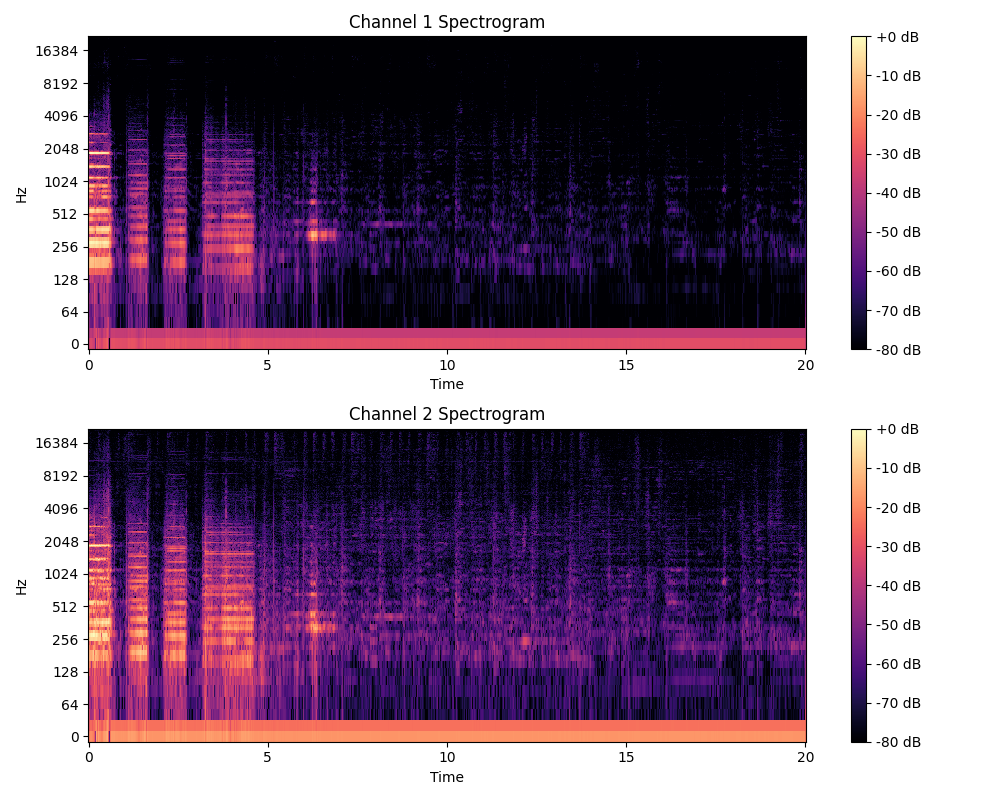 Channel 1 Spectrogram
16384
8192
4096
2048
1024
512
256
128
64
0
Hz
0 5 10 15 20
Time
+0 dB
-10 dB
-20 dB
-30 dB
-40 dB
-50 dB
-60 dB
-70 dB
-80 dB
Channel 2 Spectrogram
16384
8192
4096
2048
1024
512
256
128
64
0
Hz
0 5 10 15 20
Time
+0 dB
-10 dB
-20 dB
-30 dB
-40 dB
-50 dB
-60 dB
-70 dB
-80 dB